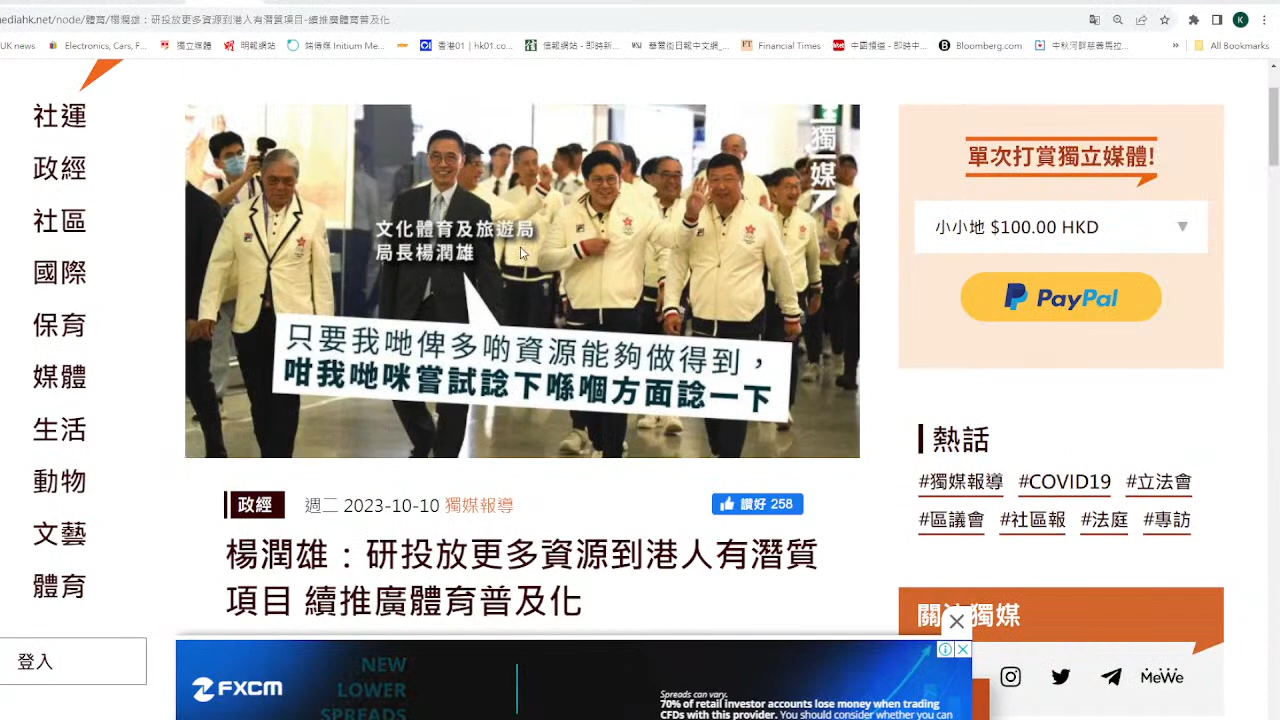 mediahk.net/node/體育/楊潤雄：研投放更多資源到港人有潛質項目-續推廣體育普及化
K
UK news
Electronics, Cars, F...
獨立媒體
明報網站
端傳媒 Initium Me...
香港01 | hk01.co...
信報網站 - 即時新...
WSJ
華爾街日報中文網_...
FT
Financial Times
中國頻道 - 即時中...
B
Bloomberg.com
中秋河畔慈善馬拉...
»
All Bookmarks
社運
政經
社區
國際
保育
媒體
生活
動物
文藝
體育
登入
獨媒
文化體育及旅遊局
局長楊潤雄
只要我哋俾多啲資源能夠做得到，
咁我哋咪嘗試諗下喺嗰方面諗一下
政經
週二 2023-10-10 獨媒報導
讚好 258
楊潤雄：研投放更多資源到港人有潛質
項目 續推廣體育普及化
單次打賞獨立媒體!
小小地 $100.00 HKD
PayPal
熱話
#獨媒報導 #COVID19 #立法會
#區議會 #社區報 #法庭 #專訪
關注獨媒
MeWe
FXCM
NEW
LOWER
SPREADS
Spreads can vary.
70% of retail investor accounts lose money when trading
CFDs with this provider. You should consider whether you can